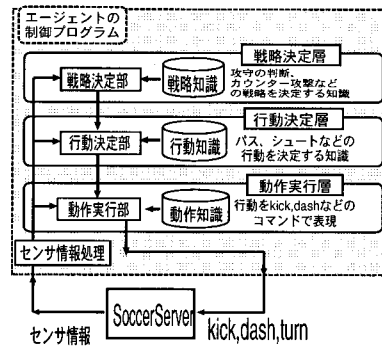 エージェントの
制御プログラム
戦略決定層
戦略決定部
戦略知識
攻守の判断、
カウンター攻撃など
の戦略を決定する知識
行動決定層
行動決定部
行動知識
パス、シュートなどの
行動を決定する知識
動作実行層
動作実行部
動作知識
行動をkick,dashなどの
コマンドで表現
センサ情報処理
センサ情報
SoccerServer
kick,dash,turn